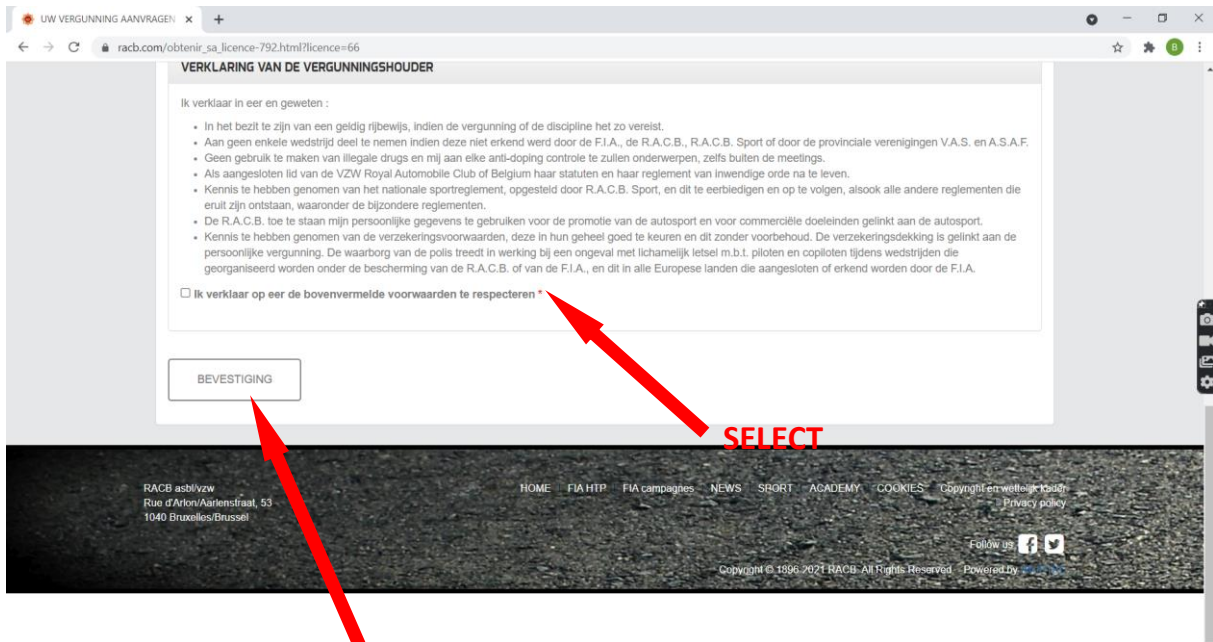 UW VERGUNNING AANVRAGEN
racb.com/obtenir_sa_licence-792.html?licence=66
B
VERKLARING VAN DE VERGUNNINGSHOUDER
Ik verklaar in eer en geweten :
• In het bezit te zijn van een geldig rijbewijs, indien de vergunning of de discipline het zo vereist.
• Aan geen enkele wedstrijd deel te nemen indien deze niet erkend werd door de F.I.A., de R.A.C.B., R.A.C.B. Sport of door de provinciale verenigingen V.A.S. en A.S.A.F.
• Geen gebruik te maken van illegale drugs en mij aan elke anti-doping controle te zullen onderwerpen, zelfs buiten de meetings.
• Als aangesloten lid van de VZW Royal Automobile Club of Belgium haar statuten en haar reglement van inwendige orde na te leven.
• Kennis te hebben genomen van het nationale sportreglement, opgesteld door R.A.C.B. Sport, en dit te eerbiedigen en op te volgen, alsook alle andere reglementen die
eruit zijn ontstaan, waaronder de bijzondere reglementen.
• De R.A.C.B. toe te staan mijn persoonlijke gegevens te gebruiken voor de promotie van de autosport en voor commerciële doeleinden gelinkt aan de autosport.
• Kennis te hebben genomen van de verzekeringsvoorwaarden, deze in hun geheel goed te keuren en dit zonder voorbehoud. De verzekeringsdekking is gelinkt aan de
persoonlijke vergunning. De waarborg van de polis treedt in werking bij een ongeval met lichamelijk letsel m.b.t. piloten en copiloten tijdens wedstrijden die
georganiseerd worden onder de bescherming van de R.A.C.B. of van de F.I.A., en dit in alle Europese landen die aangesloten of erkend worden door de F.I.A.
Ik verklaar op eer de bovenvermelde voorwaarden te respecteren *
BEVESTIGING
SELECT
RACB asbl/vzw
Rue d'Arlon/Aarlenstraat, 53
1040 Bruxelles/Brussel
HOME FIA HTP FIA campagnes NEWS SPORT ACADEMY COOKIES Copyright en wettelijk kader
Privacy policy
Follow us
Copyright © 1896-2021 RACB. All Rights Reserved - Powered by